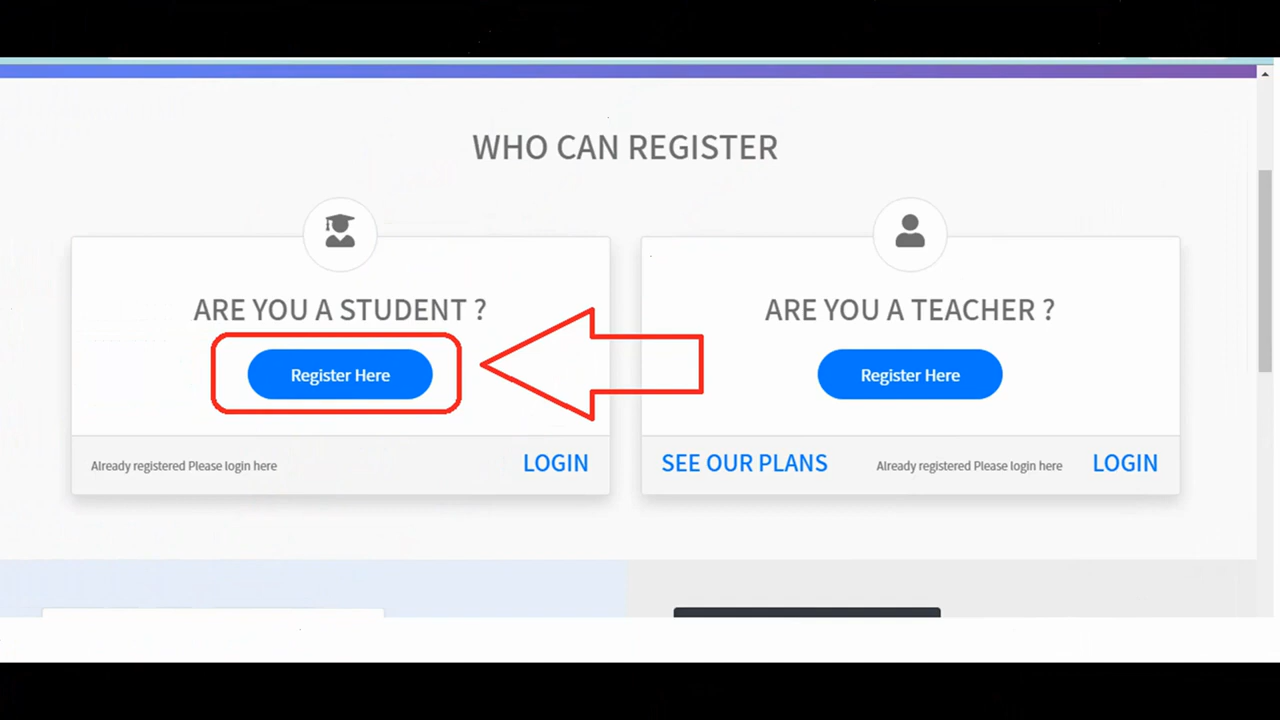 WHO CAN REGISTER
ARE YOU A STUDENT ?
Register Here
Already registered Please login here
LOGIN
ARE YOU A TEACHER ?
Register Here
SEE OUR PLANS
Already registered Please login here
LOGIN